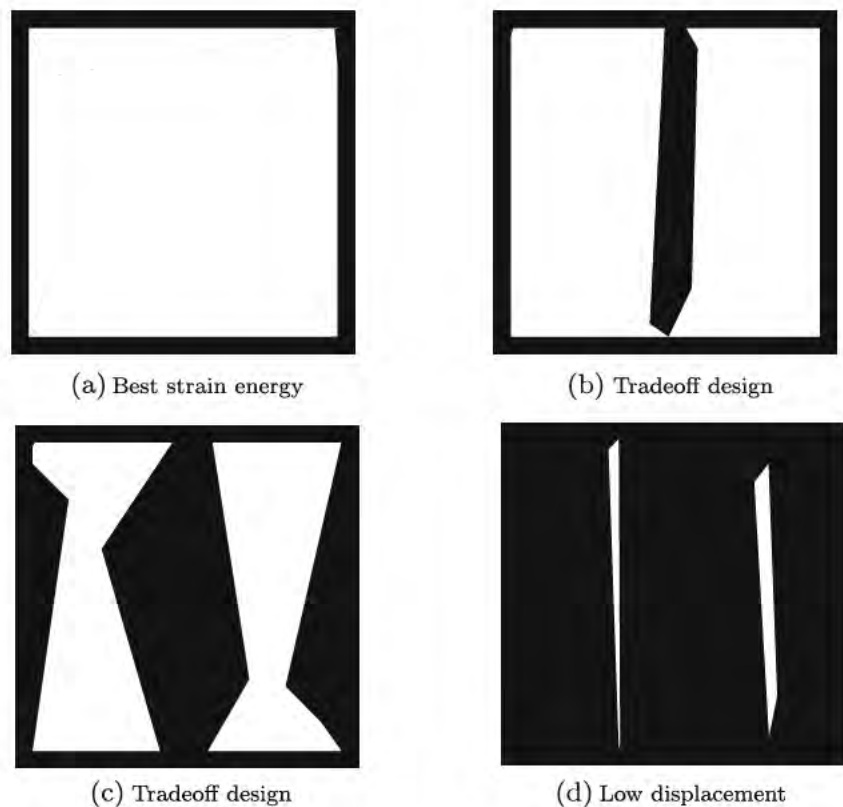 (a) Best strain energy
(b) Tradeoff design
(c) Tradeoff design
(d) Low displacement